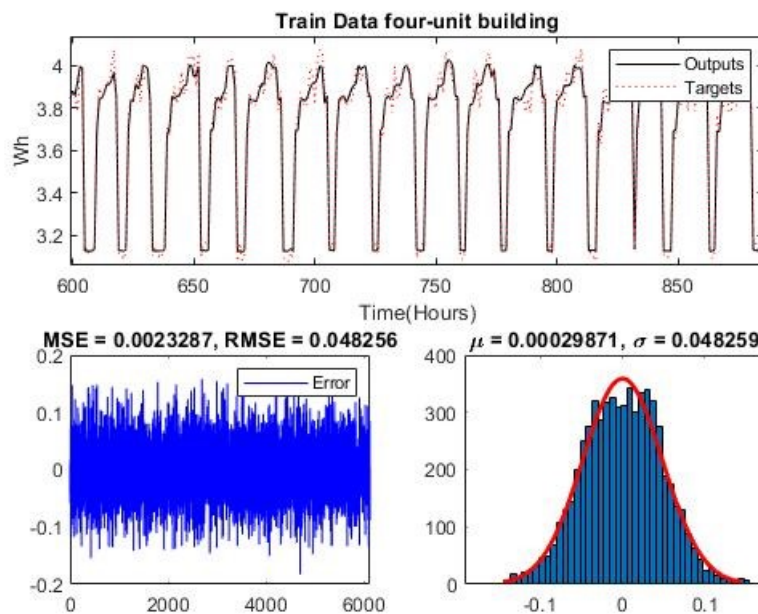 Train Data four-unit building
Wh
4
3.8
3.6
3.4
3.2
Outputs
Targets
600 650 700 750 800 850
Time(Hours)
MSE = 0.0023287, RMSE = 0.048256
0.2
0.1
0
-0.1
-0.2
Error
0 2000 4000 6000
μ = 0.00029871, σ = 0.048259
400
300
200
100
0
-0.1 0 0.1